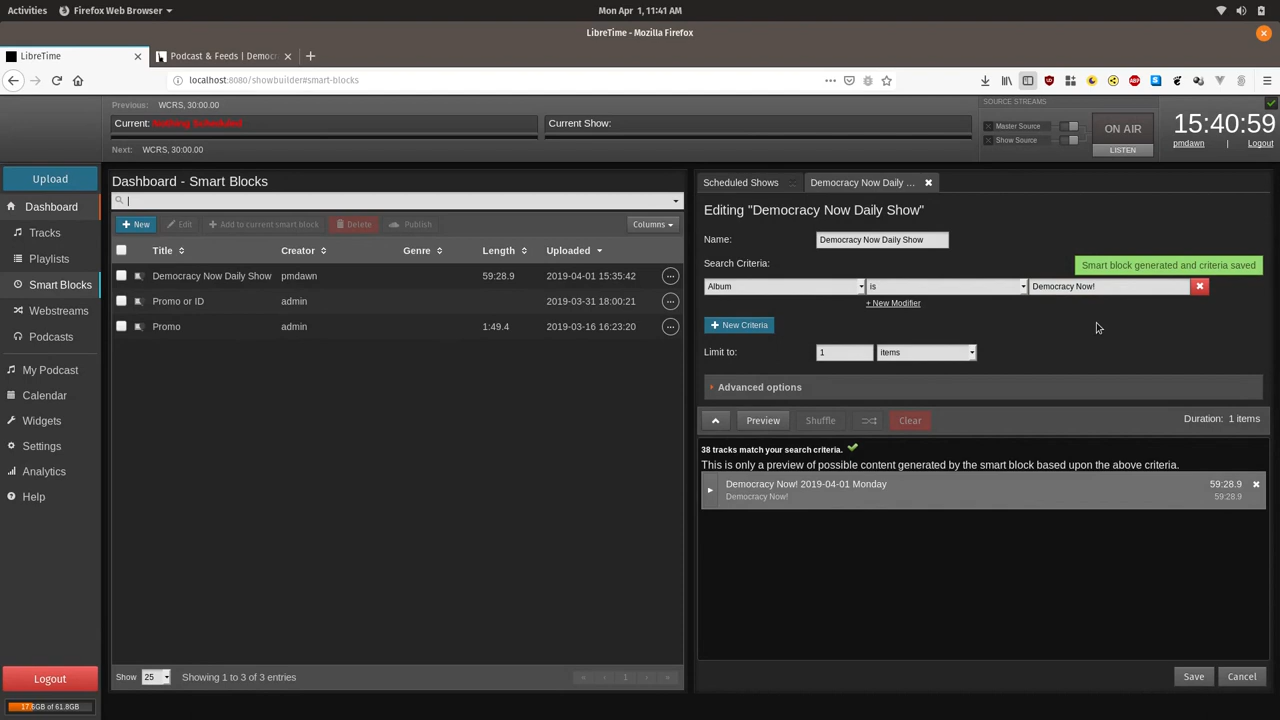 Activities Firefox Web Browser Mon Apr 1, 11:41 AM
LibreTime - Mozilla Firefox
LibreTime Podcast & Feeds | Democ
localhost:8080/showbuilder#smart-blocks
Previous: WCRS, 30:00.00
Current: Nothing Scheduled
Next: WCRS, 30:00.00
Current Show:
SOURCE STREAMS
Master Source
Show Source
ON AIR
LISTEN
15:40:59
pmdawn | Logout
Upload
Dashboard
Tracks
Playlists
Smart Blocks
Webstreams
Podcasts
My Podcast
Calendar
Widgets
Settings
Analytics
Help
Logout
17.6GB of 61.8GB
Dashboard - Smart Blocks
New Edit Add to current smart block Delete Publish Columns
Title Creator Genre Length Uploaded
Democracy Now Daily Show pmdawn 59:28.9 2019-04-01 15:35:42
Promo or ID admin 2019-03-31 18:00:21
Promo admin 1:49.4 2019-03-16 16:23:20
Show 25 Showing 1 to 3 of 3 entries 1
Scheduled Shows Democracy Now Daily ...
Editing "Democracy Now Daily Show"
Name: Democracy Now Daily Show
Search Criteria:
Smart block generated and criteria saved
Album is Democracy Now!
+ New Modifier
New Criteria
Limit to: 1 items
Advanced options
Preview Shuffle Clear Duration: 1 items
38 tracks match your search criteria.
This is only a preview of possible content generated by the smart block based upon the above criteria.
Democracy Now! 2019-04-01 Monday 59:28.9
Democracy Now! 59:28.9
Save Cancel